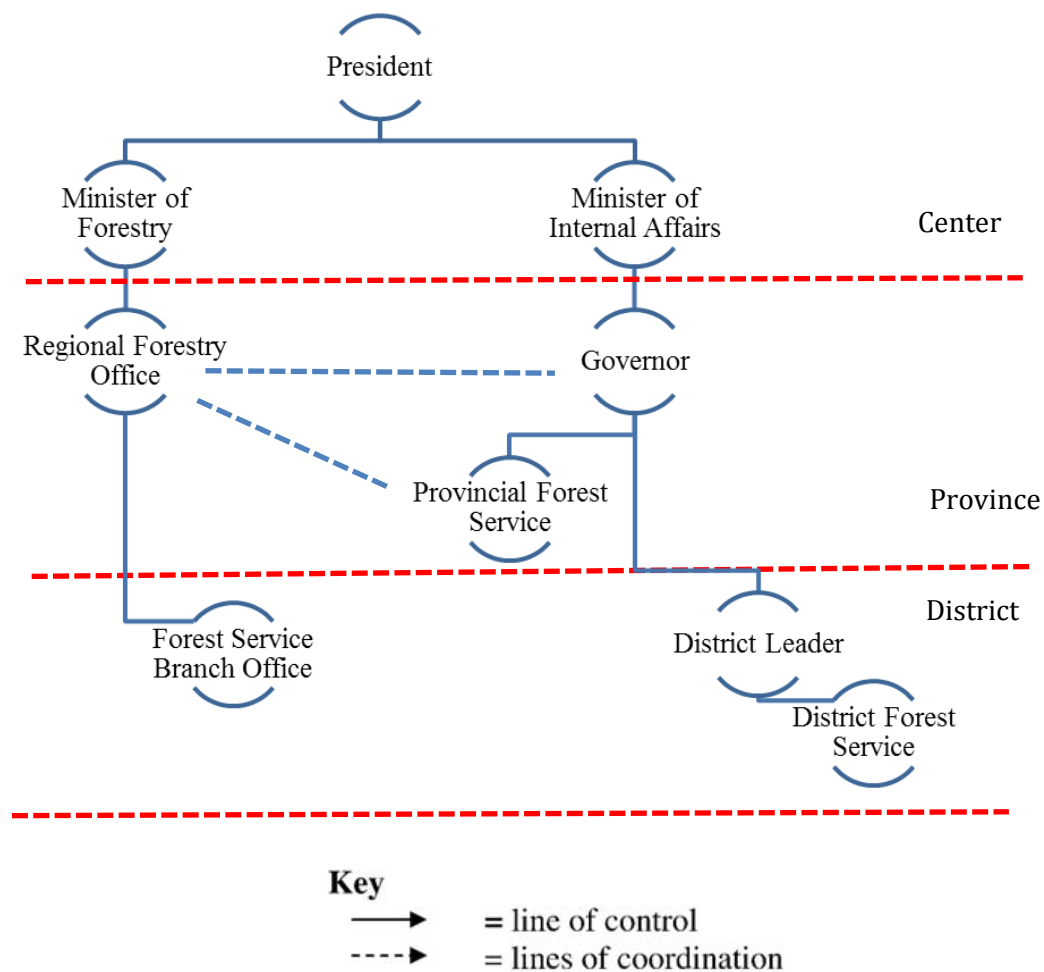 President
Minister of
Forestry
Minister of
Internal Affairs
Center
Regional Forestry
Office
Governor
Provincial Forest
Service
Province
Forest Service
Branch Office
District
District Leader
District Forest
Service
Key
= line of control
= lines of coordination